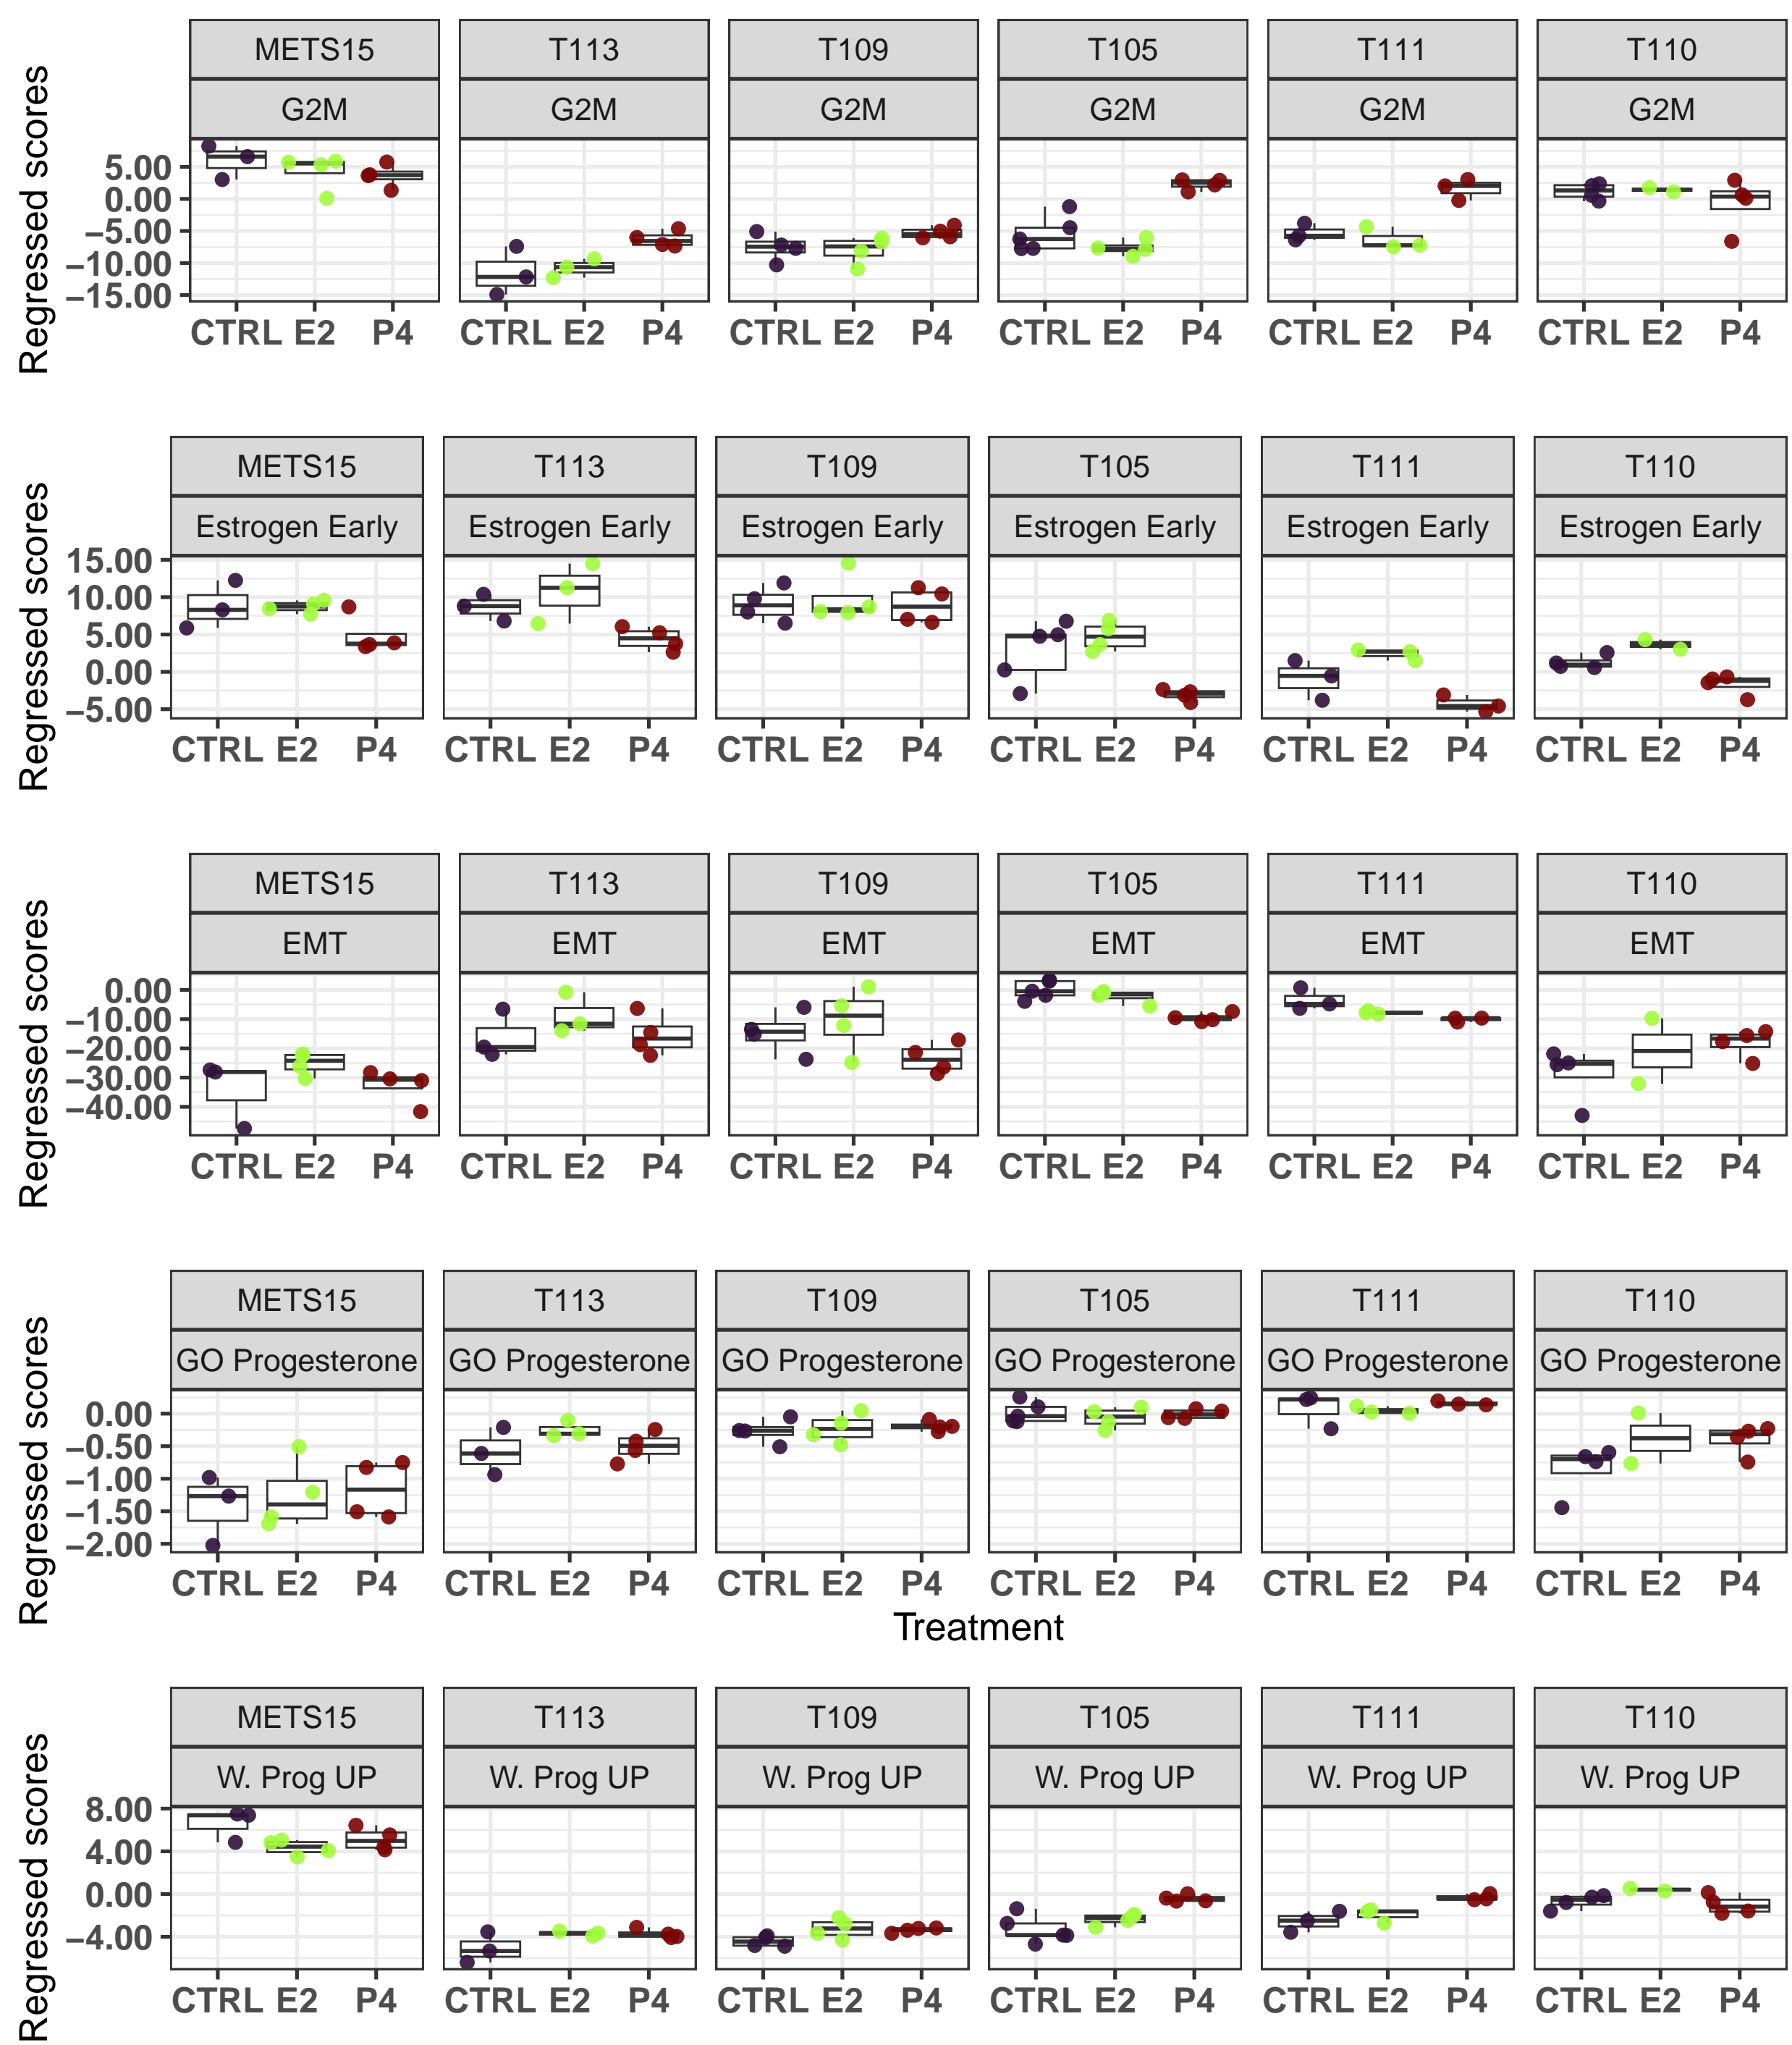 METS15 T113 T109 T105 T111 T110
G2M G2M G2M G2M G2M G2M
Regressed scores
5.00
0.00
−5.00
−10.00
−15.00
CTRL E2 P4 CTRL E2 P4 CTRL E2 P4 CTRL E2 P4 CTRL E2 P4 CTRL E2 P4
METS15 T113 T109 T105 T111 T110
Estrogen Early Estrogen Early Estrogen Early Estrogen Early Estrogen Early Estrogen Early
Regressed scores
15.00
10.00
5.00
0.00
−5.00
CTRL E2 P4 CTRL E2 P4 CTRL E2 P4 CTRL E2 P4 CTRL E2 P4 CTRL E2 P4
METS15 T113 T109 T105 T111 T110
EMT EMT EMT EMT EMT EMT
Regressed scores
0.00
−10.00
−20.00
−30.00
−40.00
CTRL E2 P4 CTRL E2 P4 CTRL E2 P4 CTRL E2 P4 CTRL E2 P4 CTRL E2 P4
METS15 T113 T109 T105 T111 T110
GO Progesterone GO Progesterone GO Progesterone GO Progesterone GO Progesterone GO Progesterone
Regressed scores
0.00
−0.50
−1.00
−1.50
−2.00
CTRL E2 P4 CTRL E2 P4 CTRL E2 P4 CTRL E2 P4 CTRL E2 P4 CTRL E2 P4
Treatment
METS15 T113 T109 T105 T111 T110
W. Prog UP W. Prog UP W. Prog UP W. Prog UP W. Prog UP W. Prog UP
Regressed scores
8.00
4.00
0.00
−4.00
CTRL E2 P4 CTRL E2 P4 CTRL E2 P4 CTRL E2 P4 CTRL E2 P4 CTRL E2 P4